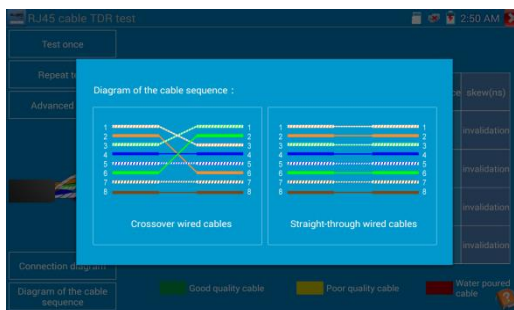 RJ45 cable TDR test
2:50 AM
Test once
Repeat t
Advanced
skew(ns)
invalidation
invalidation
invalidation
invalidation
Diagram of the cable sequence :
1 1
2 2
3 3
4 4
5 5
6 6
7 7
8 8
Crossover wired cables
1 1
2 2
3 3
4 4
5 5
6 6
7 7
8 8
Straight-through wired cables
Connection diagram
Diagram of the cable
sequence
Good quality cable
Poor quality cable
Water poured
cable